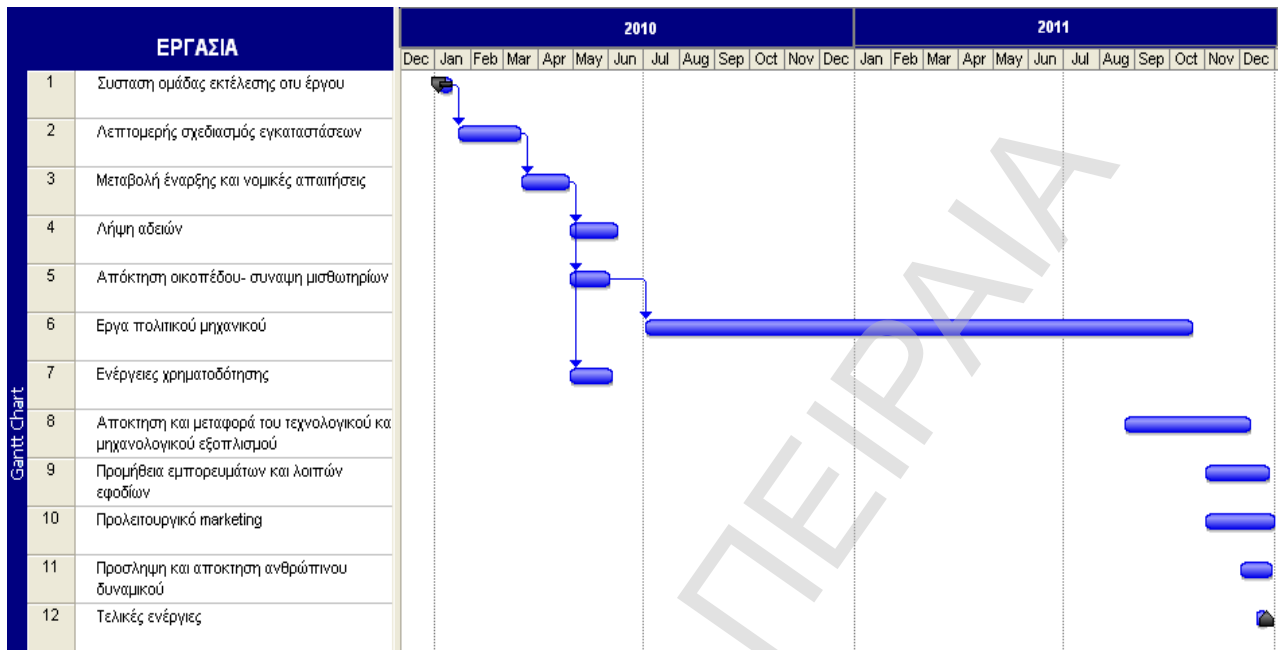 ΕΡΓΑΣΙΑ
2010 2011
Dec Jan Feb Mar Apr May Jun Jul Aug Sep Oct Nov Dec Jan Feb Mar Apr May Jun Jul Aug Sep Oct Nov Dec
1 Συσταση ομάδας εκτέλεσης οτυ έργου
2 Λεπτομερής σχεδιασμός εγκαταστάσεων
3 Μεταβολή έναρξης και νομικές απαιτήσεις
4 Λήψη αδειών
5 Απόκτηση οικοπέδου- συναψη μισθωτηρίων
6 Εργα πολιτικού μηχανικού
7 Ενέργειες χρηματοδότησης
8 Αποκτηση και μεταφορά του τεχνολογικού κα
μηχανολογικού εξοπλισμού
9 Προμήθεια εμπορευμάτων και λοιπών
εφοδίων
10 Προλειτουργικό marketing
11 Προσληψη και αποκτηση ανθρώπινου
δυναμικού
12 Τελικές ενέργιες
Gantt Chart
ΠΕΙΡΑΙΑ